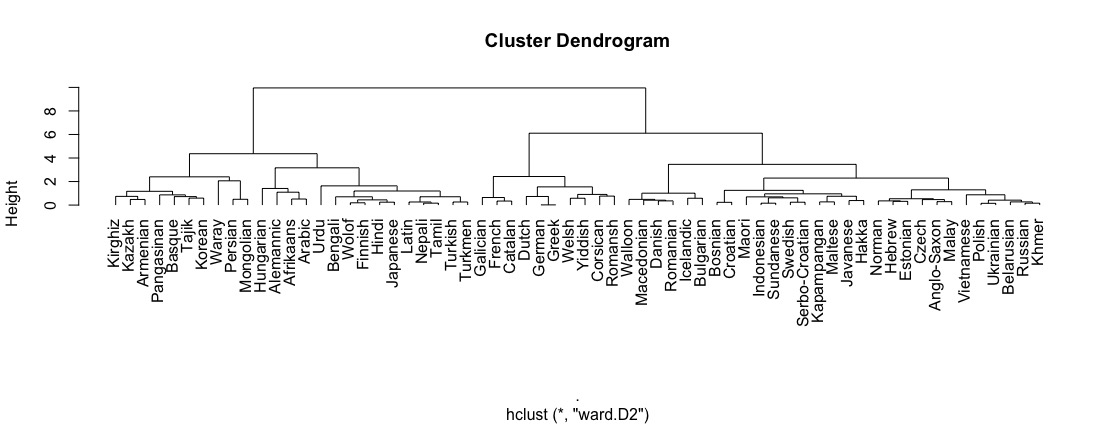 Cluster Dendrogram
Height
8
6
4
2
0
Kirghiz
Kazakh
Armenian
Pangasinan
Basque
Tajik
Korean
Waray
Persian
Mongolian
Hungarian
Alemannic
Afrikaans
Arabic
Urdu
Bengali
Wolof
Finnish
Hindi
Japanese
Latin
Nepali
Tamil
Turkish
Turkmen
Galician
French
Catalan
Dutch
German
Greek
Welsh
Yiddish
Corsican
Romansh
Walloon
Macedonian
Danish
Romanian
Icelandic
Bulgarian
Bosnian
Croatian
Maori
Indonesian
Sundanese
Swedish
Serbo-Croatian
Kapampangan
Maltese
Javanese
Hakka
Norman
Hebrew
Estonian
Czech
Anglo-Saxon
Malay
Vietnamese
Polish
Ukrainian
Belarusian
Russian
Khmer
.
hclust (*, "ward.D2")